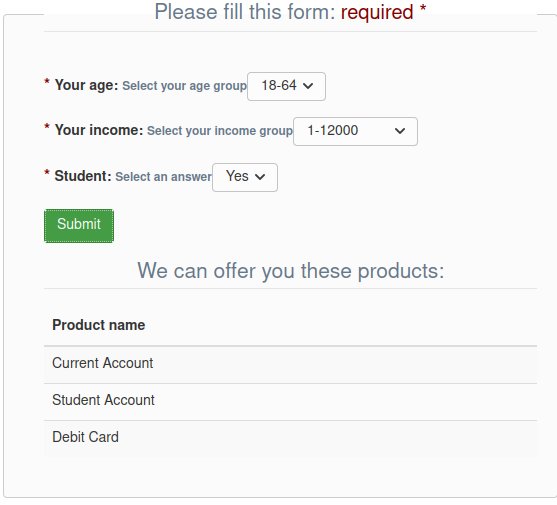 Please fill this form: required *
* Your age: Select your age group 18-64
* Your income: Select your income group 1-12000
* Student: Select an answer Yes
Submit
We can offer you these products:
Product name
Current Account
Student Account
Debit Card